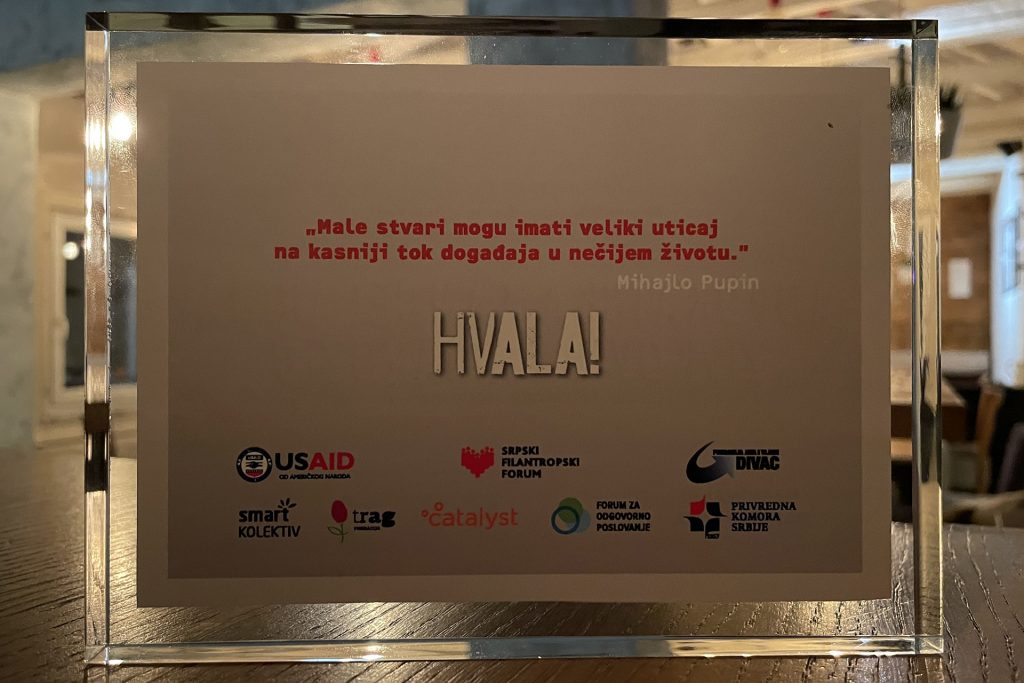 „Male stvari mogu imati veliki uticaj
na kasniji tok događaja u nečijem životu.”
Mihajlo Pupin
HVALA!
USAID
OD AMERIČKOG NARODA
SRPSKI
FILANTROPSKI
FORUM
DIVAC
smart
KOLEKTIV
trag
catalyst
FORUM ZA
ODGOVORNO
POSLOVANJE
PRIVREDNA
KOMORA
SRBIJE